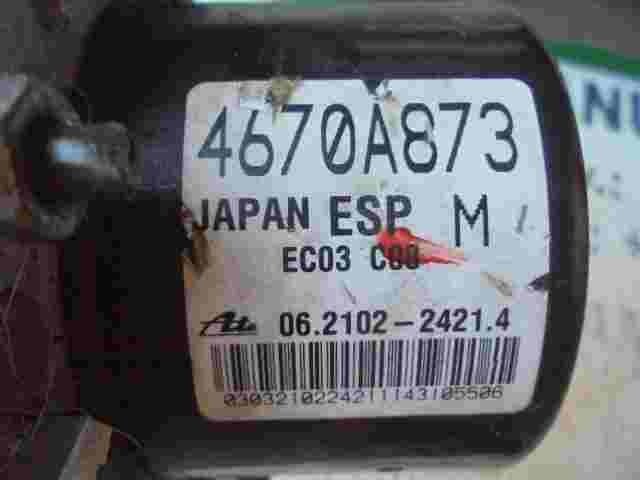 4670A873
JAPAN ESP M
EC03 C00
Ate 06.2102-2421.4
0303210224211143105506